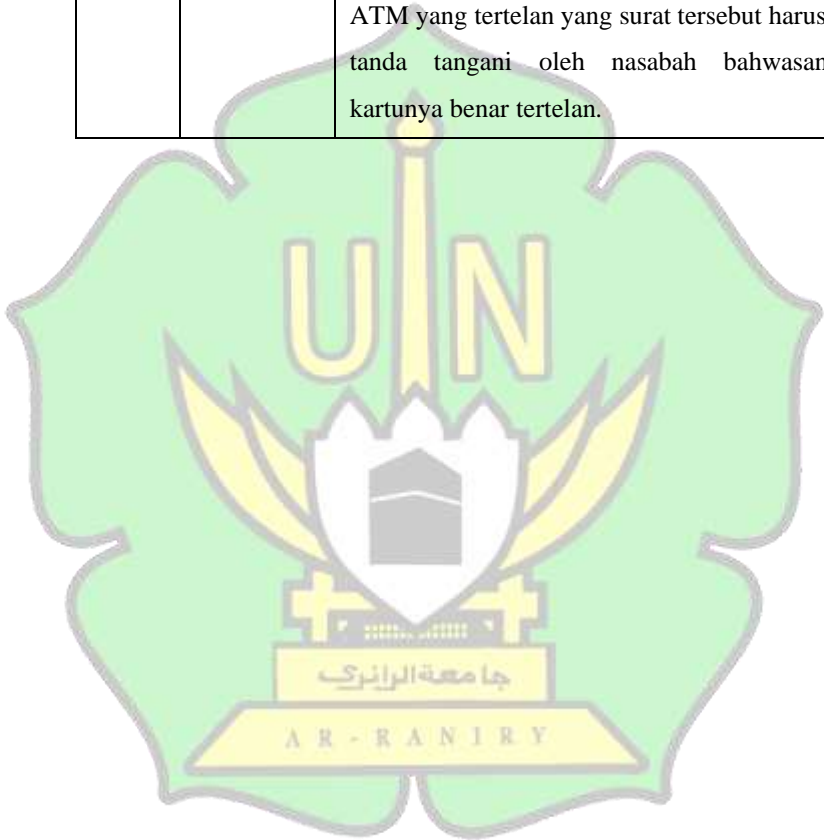 ATM yang tertelan yang surat tersebut harus
tanda tangani oleh nasabah bahwasan
kartunya benar tertelan.
UIN
جامعة الرانري
AR-RANIRY